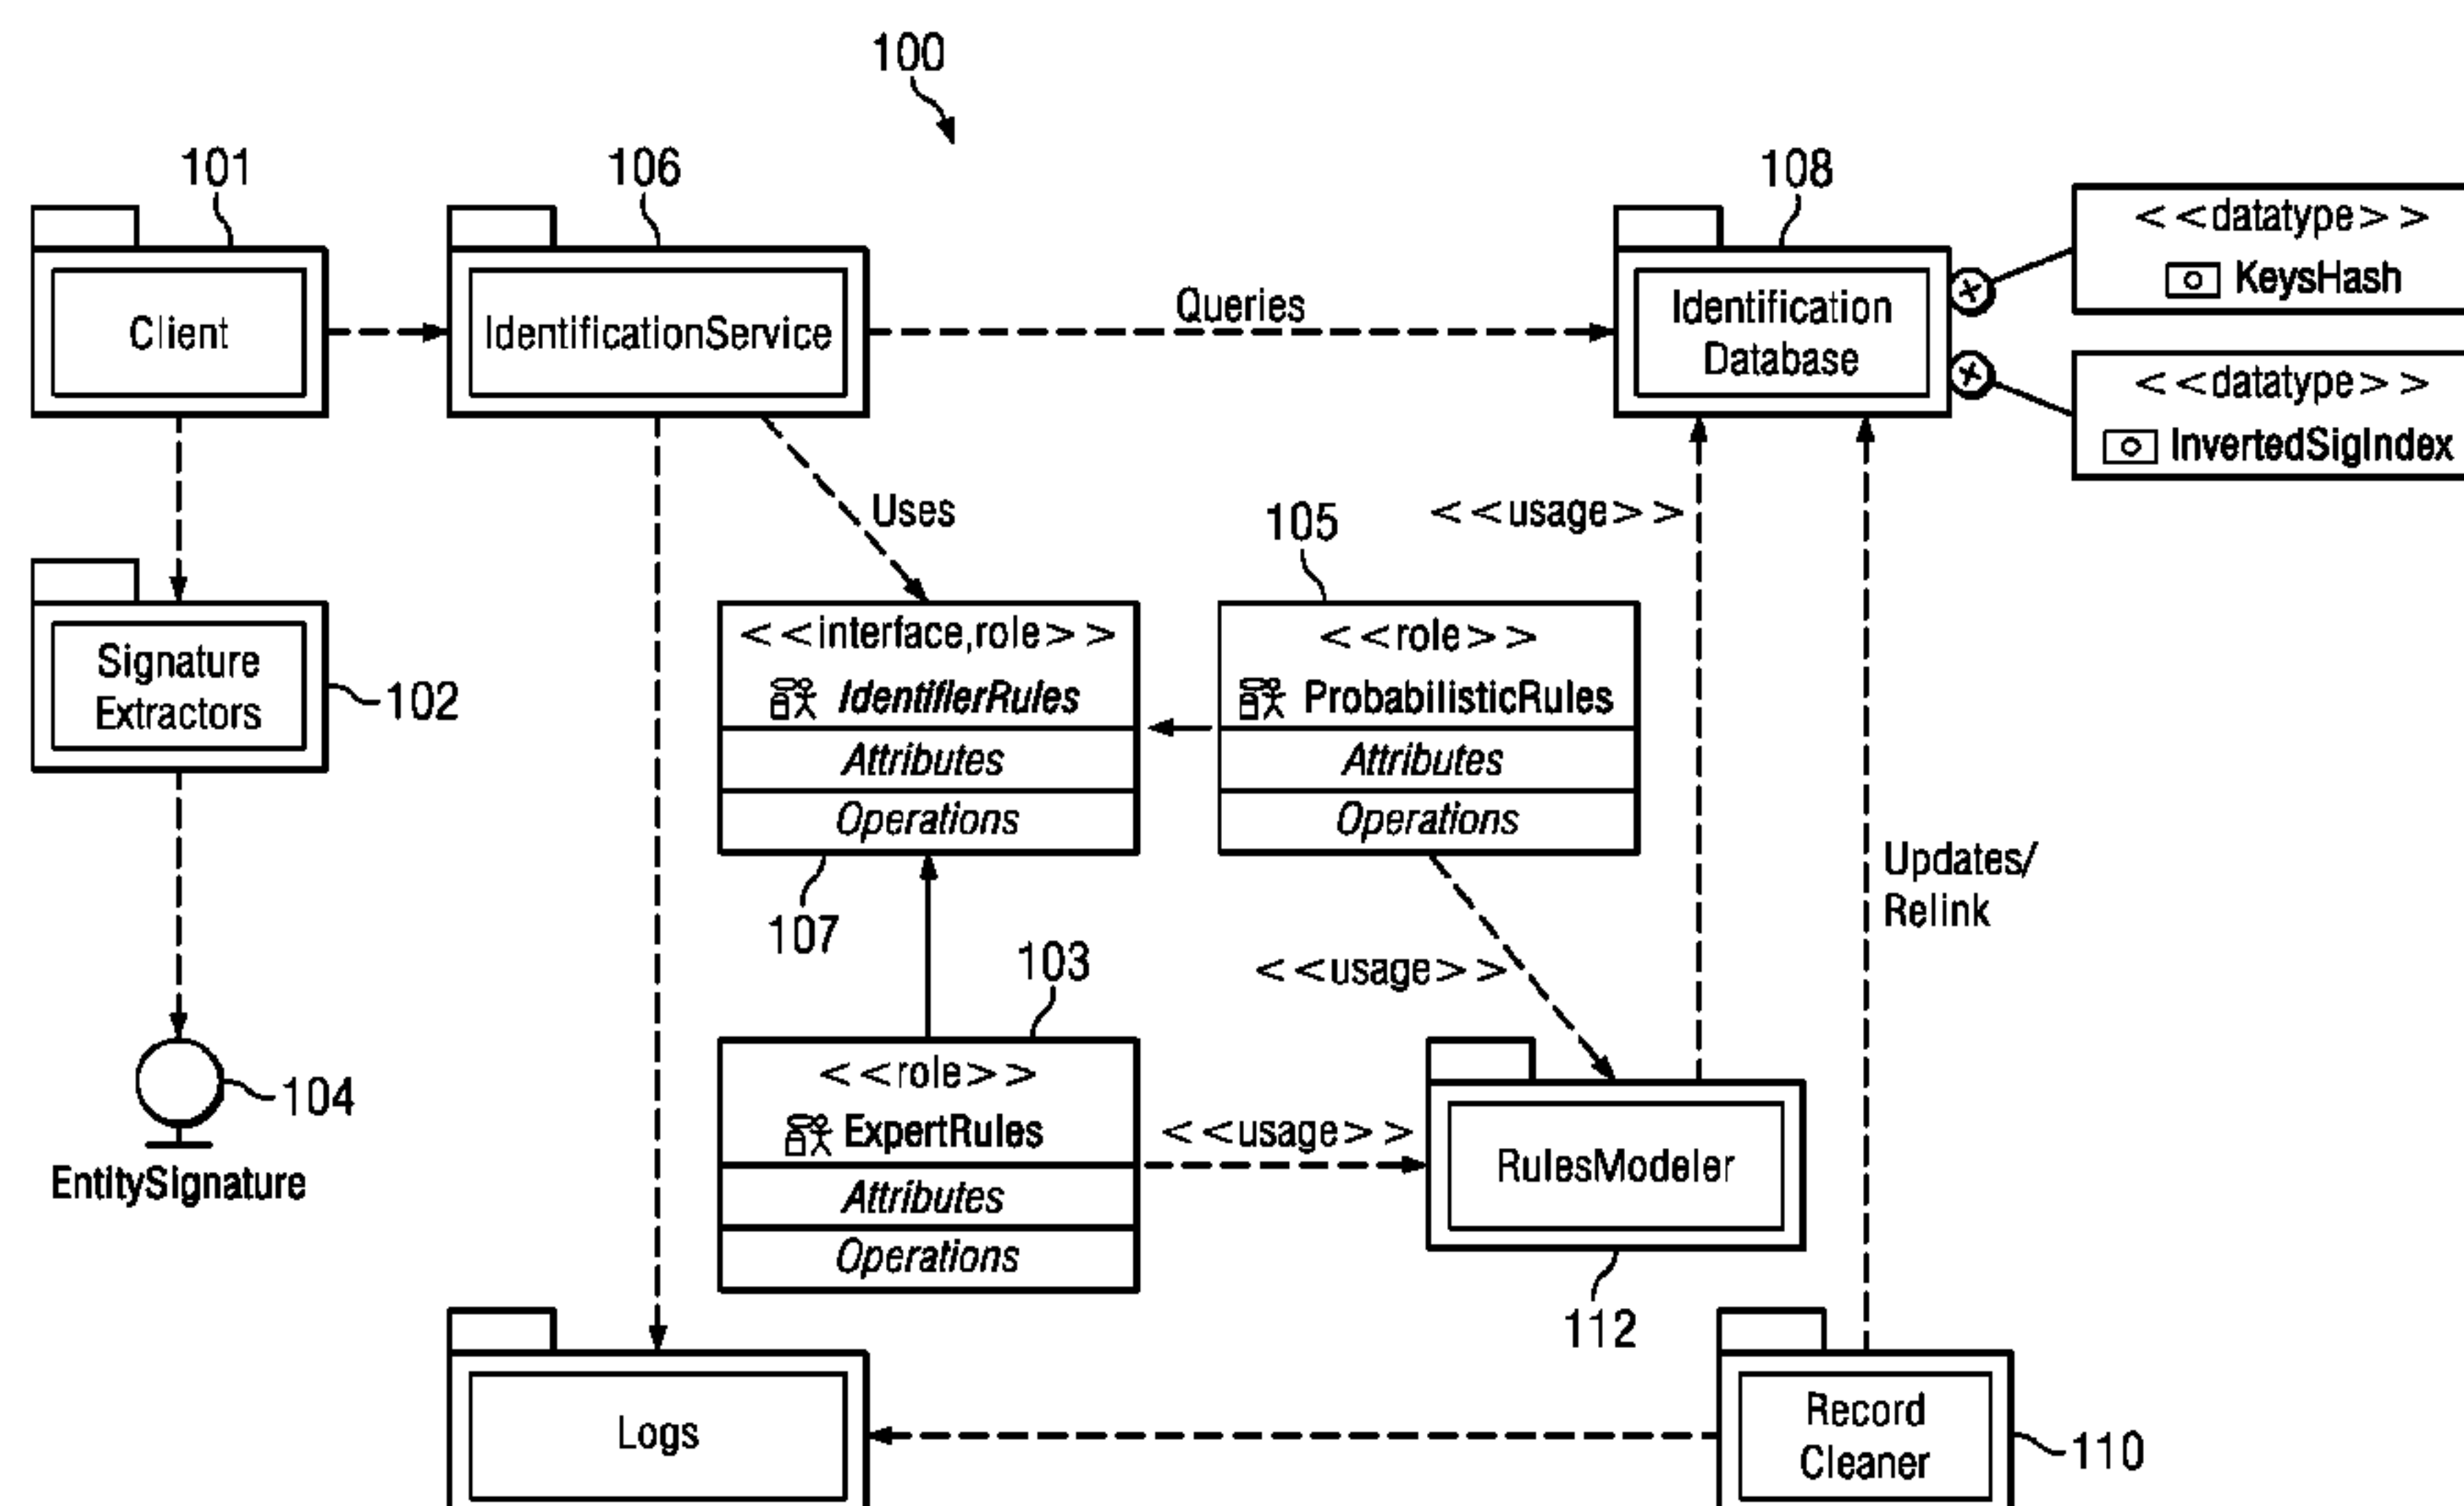 100
101
106
108
<<datatype>>
KeysHash
Client
IdentificationService
Queries
Identification
Database
<<datatype>>
InvertedSigIndex
Uses
<<usage>>
105
Signature
Extractors
102
<<interface,role>>
IdentifierRules
Attributes
Operations
<<role>>
ProbabilisticRules
Attributes
Operations
Updates/
Relink
107
103
<<usage>>
104
EntitySignature
<<role>>
ExpertRules
Attributes
Operations
<<usage>>
RulesModeler
112
Logs
Record
Cleaner
110